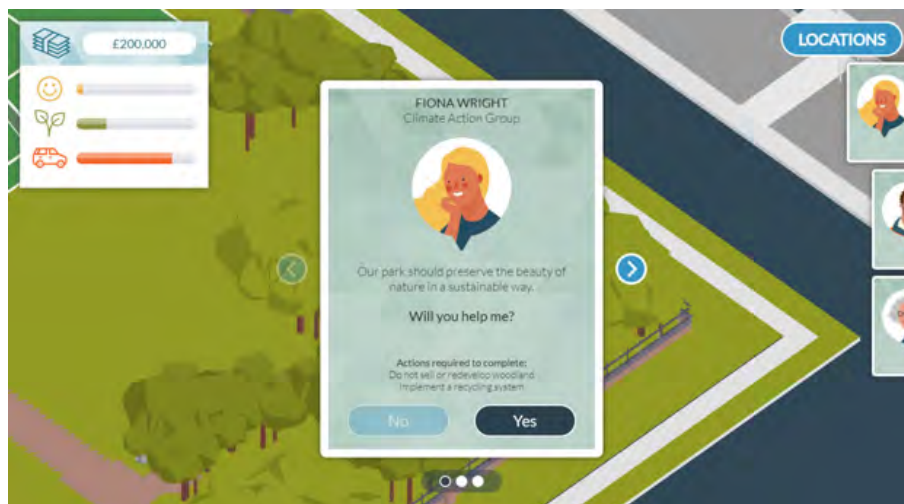 £200,000
LOCATIONS
FIONA WRIGHT
Climate Action Group
Our park should preserve the beauty of
nature in a sustainable way.
Will you help me?
Actions required to complete:
Do not sell or redevelop woodland
Implement a recycling system
No
Yes